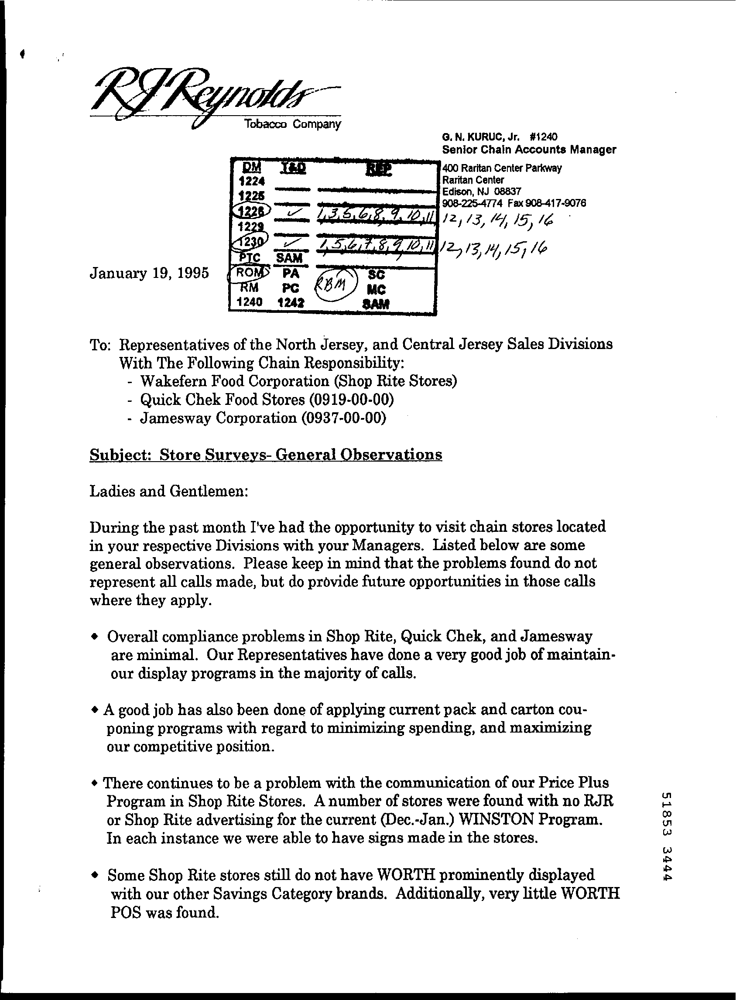 RJReynolds
Tobacco Company
G. N. KURUC, Jr. #1240
Senior Chain Accounts Manager
400 Raritan Center Parkway
Raritan Center
Edison, NJ 08837
908-225-4774 Fax 908-417-9076
DM T&D REP
1224
1225
1226 ✓ 1,3,5,6,8,9,10,11 12,13,14,15,16
1229
1230 ✓ 1,5,6,7,8,9,10,11 12,13,14,15,16
PTC SAM
ROM PA RBM SC
RM PC MC
1240 1242 SAM
January 19, 1995
To: Representatives of the North Jersey, and Central Jersey Sales Divisions
With The Following Chain Responsibility:
- Wakefern Food Corporation (Shop Rite Stores)
- Quick Chek Food Stores (0919-00-00)
- Jamesway Corporation (0937-00-00)
Subject: Store Surveys- General Observations
Ladies and Gentlemen:
During the past month I've had the opportunity to visit chain stores located
in your respective Divisions with your Managers. Listed below are some
general observations. Please keep in mind that the problems found do not
represent all calls made, but do provide future opportunities in those calls
where they apply.
• Overall compliance problems in Shop Rite, Quick Chek, and Jamesway
are minimal. Our Representatives have done a very good job of maintain-
our display programs in the majority of calls.
• A good job has also been done of applying current pack and carton cou-
poning programs with regard to minimizing spending, and maximizing
our competitive position.
• There continues to be a problem with the communication of our Price Plus
Program in Shop Rite Stores. A number of stores were found with no RJR
or Shop Rite advertising for the current (Dec.-Jan.) WINSTON Program.
In each instance we were able to have signs made in the stores.
• Some Shop Rite stores still do not have WORTH prominently displayed
with our other Savings Category brands. Additionally, very little WORTH
POS was found.
51853 3444